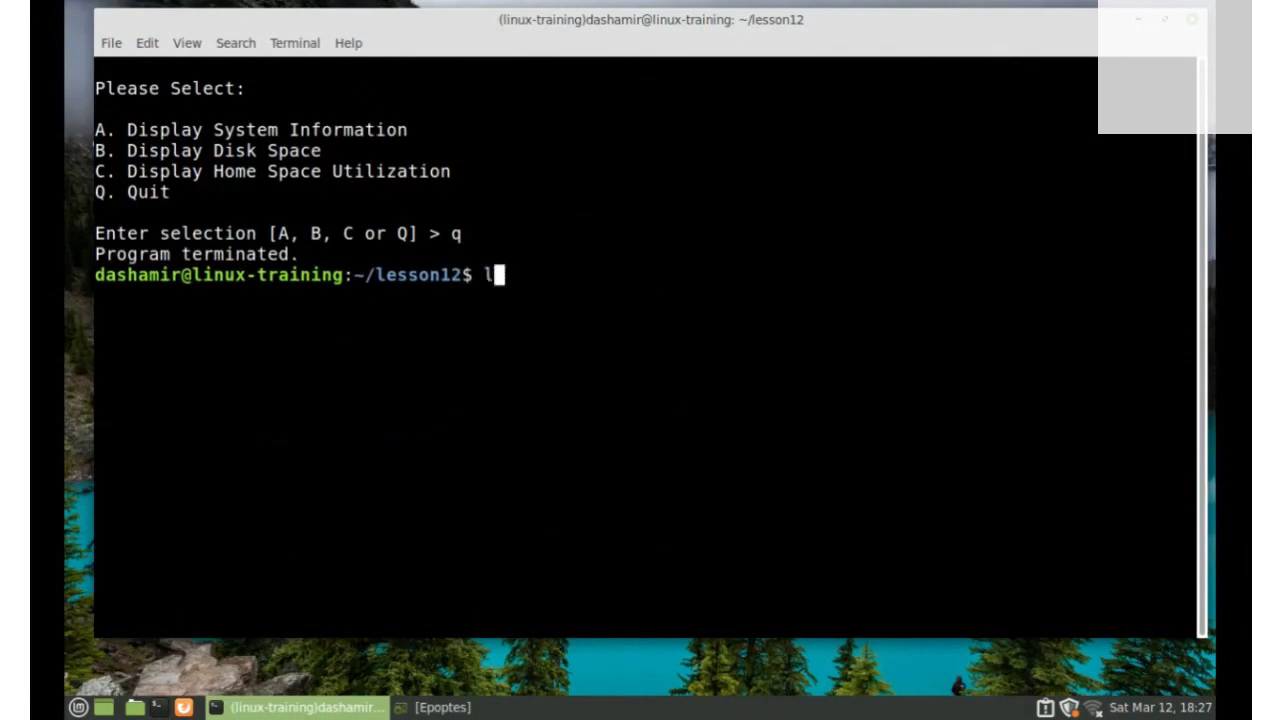 (linux-training)dashamir@linux-training: ~/lesson12
File Edit View Search Terminal Help
Please Select:
A. Display System Information
B. Display Disk Space
C. Display Home Space Utilization
Q. Quit
Enter selection [A, B, C or Q] > q
Program terminated.
dashamir@linux-training:~/lesson12$ l
(linux-training)dashamir... [Epoptes] Sat Mar 12, 18:27